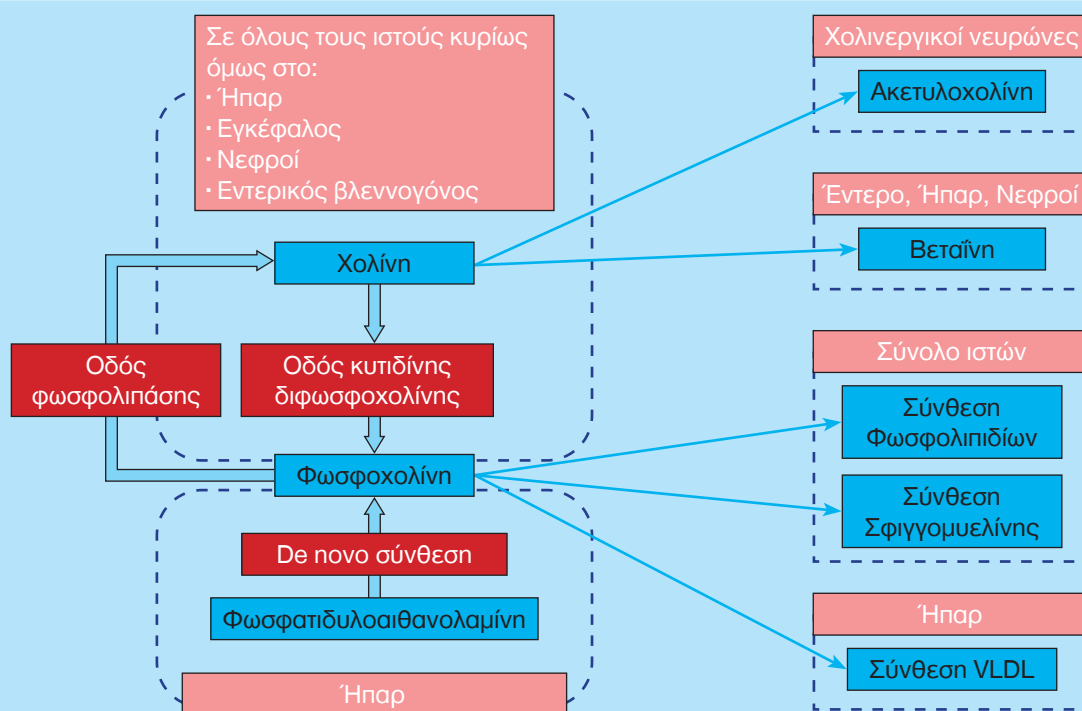 Σε όλους τους ιστούς κυρίως
όμως στο:
· Ήπαρ
· Εγκέφαλος
· Νεφροί
· Εντερικός βλεννογόνος
Χολίνη
Οδός
φωσφολιπάσης
Οδός κυτιδίνης
διφωσφοχολίνης
Φωσφοχολίνη
De novo σύνθεση
Φωσφατιδυλοαιθανολαμίνη
Ήπαρ
Χολινεργικοί νευρώνες
Ακετυλοχολίνη
Έντερο, Ήπαρ, Νεφροί
Βεταΐνη
Σύνολο ιστών
Σύνθεση
Φωσφολιπιδίων
Σύνθεση
Σφιγγομυελίνης
Ήπαρ
Σύνθεση VLDL